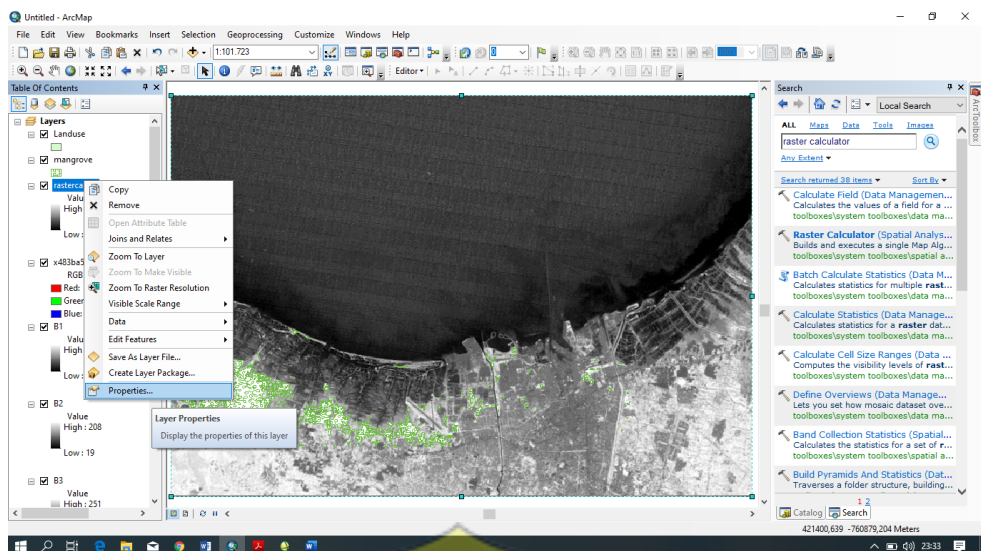 Untitled - ArcMap
File Edit View Bookmarks Insert Selection Geoprocessing Customize Windows Help
1:101.723
Editor
Table Of Contents
Layers
Landuse
mangrove
rasterca
Valu
High
Low :
x483ba5
RGB
Red:
Green
Blue:
B1
Valu
High
Low :
B2
Value
High : 208
Low : 19
B3
Value
High : 251
Copy
Remove
Open Attribute Table
Joins and Relates
Zoom To Layer
Zoom To Make Visible
Zoom To Raster Resolution
Visible Scale Range
Data
Edit Features
Save As Layer File...
Create Layer Package...
Properties...
Layer Properties
Display the properties of this layer
Search
Local Search
ALL Maps Data Tools Images
raster calculator
Any Extent
Search returned 38 items Sort By
Calculate Field (Data Managemen...
Calculates the values of a field for a ...
toolboxes\system toolboxes\data ma...
Raster Calculator (Spatial Analys...
Builds and executes a single Map Alg...
toolboxes\system toolboxes\spatial a...
Batch Calculate Statistics (Data M...
Calculates statistics for multiple rast...
toolboxes\system toolboxes\data ma...
Calculate Statistics (Data Manage...
Calculates statistics for a raster dat...
toolboxes\system toolboxes\data ma...
Calculate Cell Size Ranges (Data ...
Computes the visibility levels of rast...
toolboxes\system toolboxes\data ma...
Define Overviews (Data Manage...
Lets you set how mosaic dataset ove...
toolboxes\system toolboxes\data ma...
Band Collection Statistics (Spatial...
Calculates the statistics for a set of r...
toolboxes\system toolboxes\spatial a...
Build Pyramids And Statistics (Dat...
Traverses a folder structure, building...
toolboxes\system toolboxes\data ma...
1 2
Catalog Search
ArcToolbox
421400,639 -760879,204 Meters
23:33